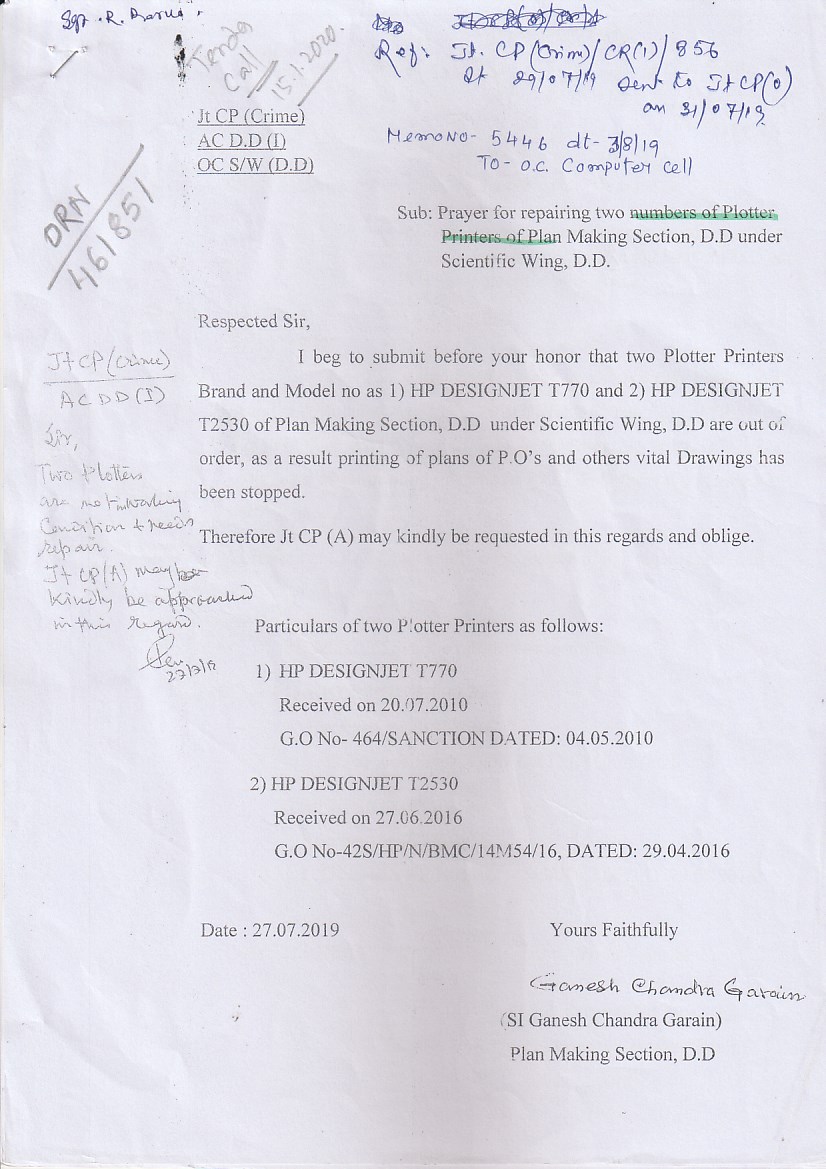 Sgt. R. Barua
Tender
Call
15.1.2020.
Ref: Jt. CP (Crim)/CR(1)/856
dt 29/07/19 sent to Jt CP(O)
on 31/07/19
Memo NO- 5446 dt- 3/8/19
To- O.C. Computer cell
Jt CP (Crime)
AC D.D (I)
OC S/W (D.D)
DRN
461851
Sub: Prayer for repairing two numbers of Plotter
Printers of Plan Making Section, D.D under
Scientific Wing, D.D.
Respected Sir,
I beg to submit before your honor that two Plotter Printers
Brand and Model no as 1) HP DESIGNJET T770 and 2) HP DESIGNJET
T2530 of Plan Making Section, D.D under Scientific Wing, D.D are out of
order, as a result printing of plans of P.O's and others vital Drawings has
been stopped.
Therefore Jt CP (A) may kindly be requested in this regards and oblige.
Jt CP (Crime)
ACDD (I)
Sir,
Two Plotters
are not in working
Condition & needs
repair.
Jt CP(A) may be
kindly be approached
in this regard.
27/7/19
Particulars of two Plotter Printers as follows:
1) HP DESIGNJET T770
Received on 20.07.2010
G.O No- 464/SANCTION DATED: 04.05.2010
2) HP DESIGNJET T2530
Received on 27.06.2016
G.O No-42S/HP/N/BMC/14M54/16, DATED: 29.04.2016
Date : 27.07.2019
Yours Faithfully
Ganesh Chandra Garain
(SI Ganesh Chandra Garain)
Plan Making Section, D.D